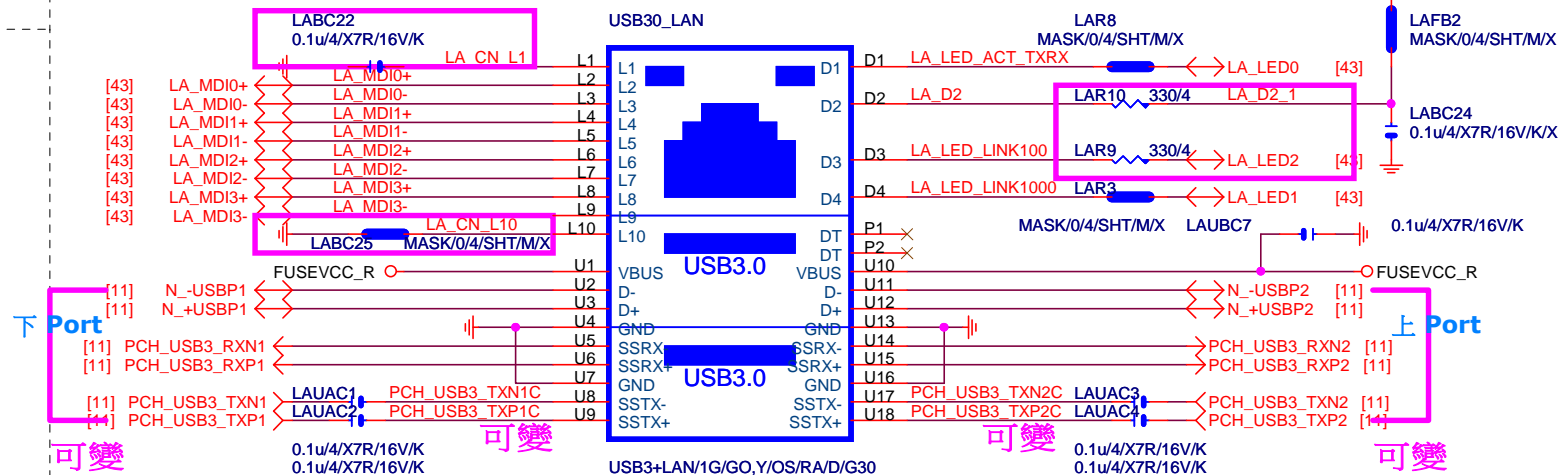 LABC22
0.1u/4/X7R/16V/K
USB30_LAN
LAR8
MASK/0/4/SHT/M/X
LAFB2
MASK/0/4/SHT/M/X
LA_CN_L1 L1 L1 D1 D1 LA_LED_ACT_TXRX LA_LED0 [43]
[43] LA_MDI0+ LA_MDI0+ L2 L2
[43] LA_MDI0- LA_MDI0- L3 L3 D2 D2 LA_D2 LAR10 330/4 LA_D2_1
[43] LA_MDI1+ LA_MDI1+ L4 L4
LABC24
0.1u/4/X7R/16V/K/X
[43] LA_MDI1- LA_MDI1- L5 L5
[43] LA_MDI2+ LA_MDI2+ L6 L6 D3 D3 LA_LED_LINK100 LAR9 330/4 LA_LED2 [43]
[43] LA_MDI2- LA_MDI2- L7 L7
[43] LA_MDI3+ LA_MDI3+ L8 L8 D4 D4 LA_LED_LINK1000 LAR3 LA_LED1 [43]
[43] LA_MDI3- LA_MDI3- L9 L9
MASK/0/4/SHT/M/X LAUBC7 0.1u/4/X7R/16V/K
LA_CN_L10 L10 L10 DT P1
LABC25 MASK/0/4/SHT/M/X DT P2
USB3.0
FUSEVCC_R U1 VBUS VBUS U10 FUSEVCC_R
[11] N_-USBP1 U2 D- D- U11 N_-USBP2 [11]
[11] N_+USBP1 U3 D+ D+ U12 N_+USBP2 [11]
下 Port U4 GND GND U13 上 Port
[11] PCH_USB3_RXN1 U5 SSRX- SSRX- U14 PCH_USB3_RXN2 [11]
[11] PCH_USB3_RXP1 U6 SSRX+ SSRX+ U15 PCH_USB3_RXP2 [11]
USB3.0
U7 GND GND U16
[11] PCH_USB3_TXN1 LAUAC1 PCH_USB3_TXN1C U8 SSTX- SSTX- U17 PCH_USB3_TXN2C LAUAC3 PCH_USB3_TXN2 [11]
[11] PCH_USB3_TXP1 LAUAC2 PCH_USB3_TXP1C U9 SSTX+ SSTX+ U18 PCH_USB3_TXP2C LAUAC4 PCH_USB3_TXP2 [11]
可變 可變 可變 可變
0.1u/4/X7R/16V/K 0.1u/4/X7R/16V/K
0.1u/4/X7R/16V/K USB3+LAN/1G/GO,Y/OS/RA/D/G30 0.1u/4/X7R/16V/K